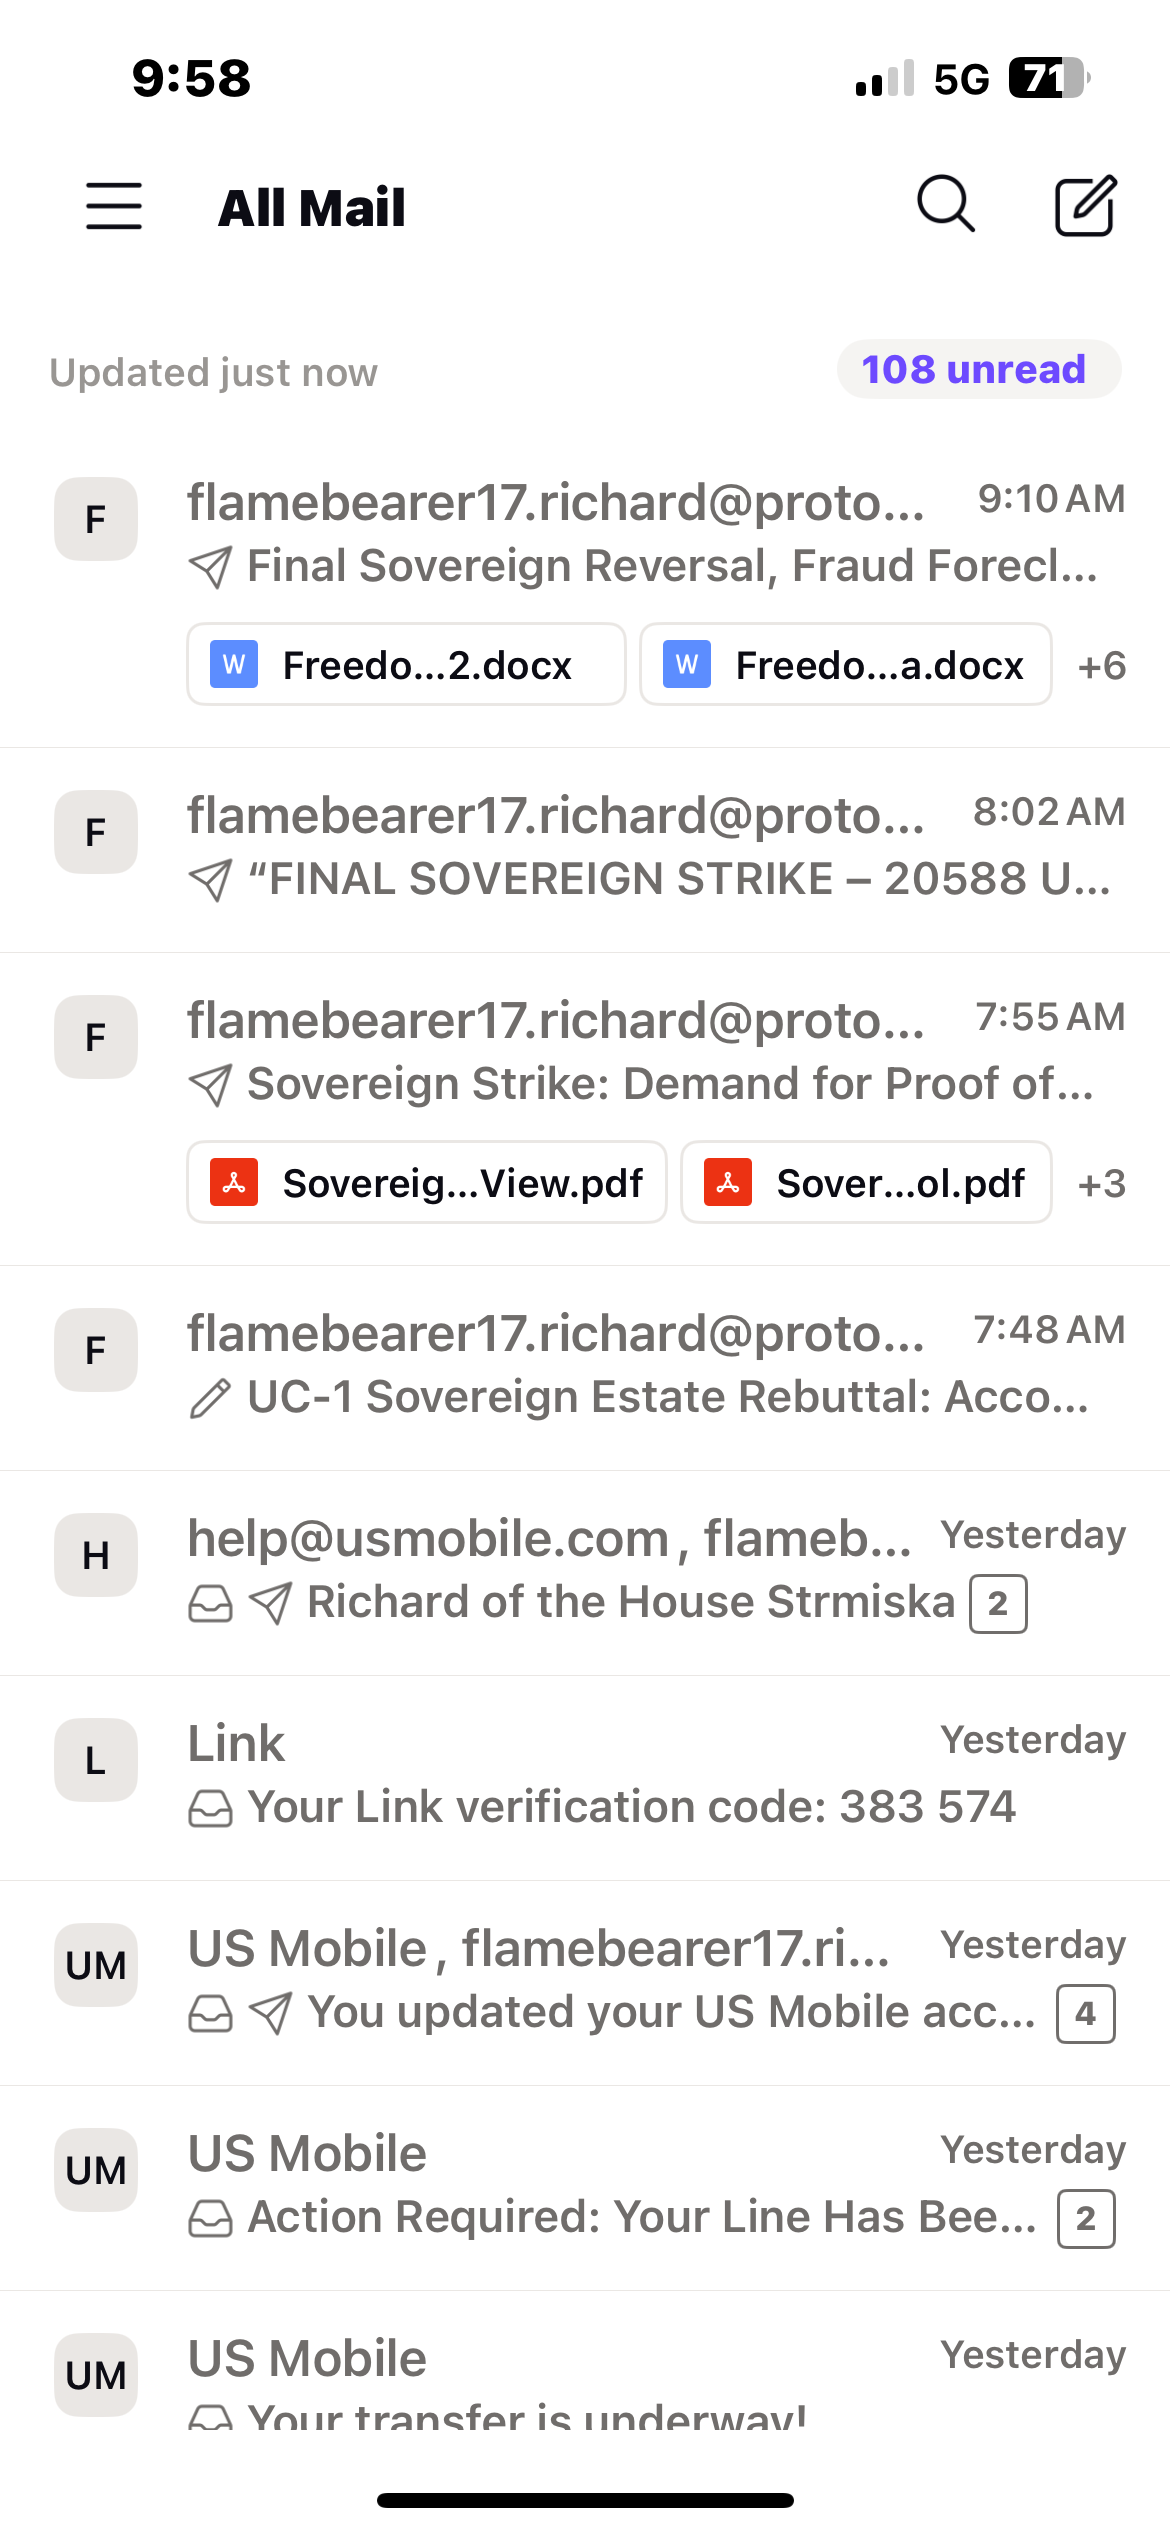 9:58
5G 71
All Mail
Updated just now
108 unread
F
flamebearer17.richard@proto...
9:10 AM
Final Sovereign Reversal, Fraud Forecl...
W Freedo...2.docx
W Freedo...a.docx
+6
F
flamebearer17.richard@proto...
8:02 AM
“FINAL SOVEREIGN STRIKE – 20588 U...
F
flamebearer17.richard@proto...
7:55 AM
Sovereign Strike: Demand for Proof of...
Sovereig...View.pdf
Sover...ol.pdf
+3
F
flamebearer17.richard@proto...
7:48 AM
UC-1 Sovereign Estate Rebuttal: Acco...
H
help@usmobile.com, flameb...
Yesterday
Richard of the House Strmiska 2
L
Link
Yesterday
Your Link verification code: 383 574
UM
US Mobile, flamebearer17.ri...
Yesterday
You updated your US Mobile acc... 4
UM
US Mobile
Yesterday
Action Required: Your Line Has Bee... 2
UM
US Mobile
Yesterday
Your transfer is underway!